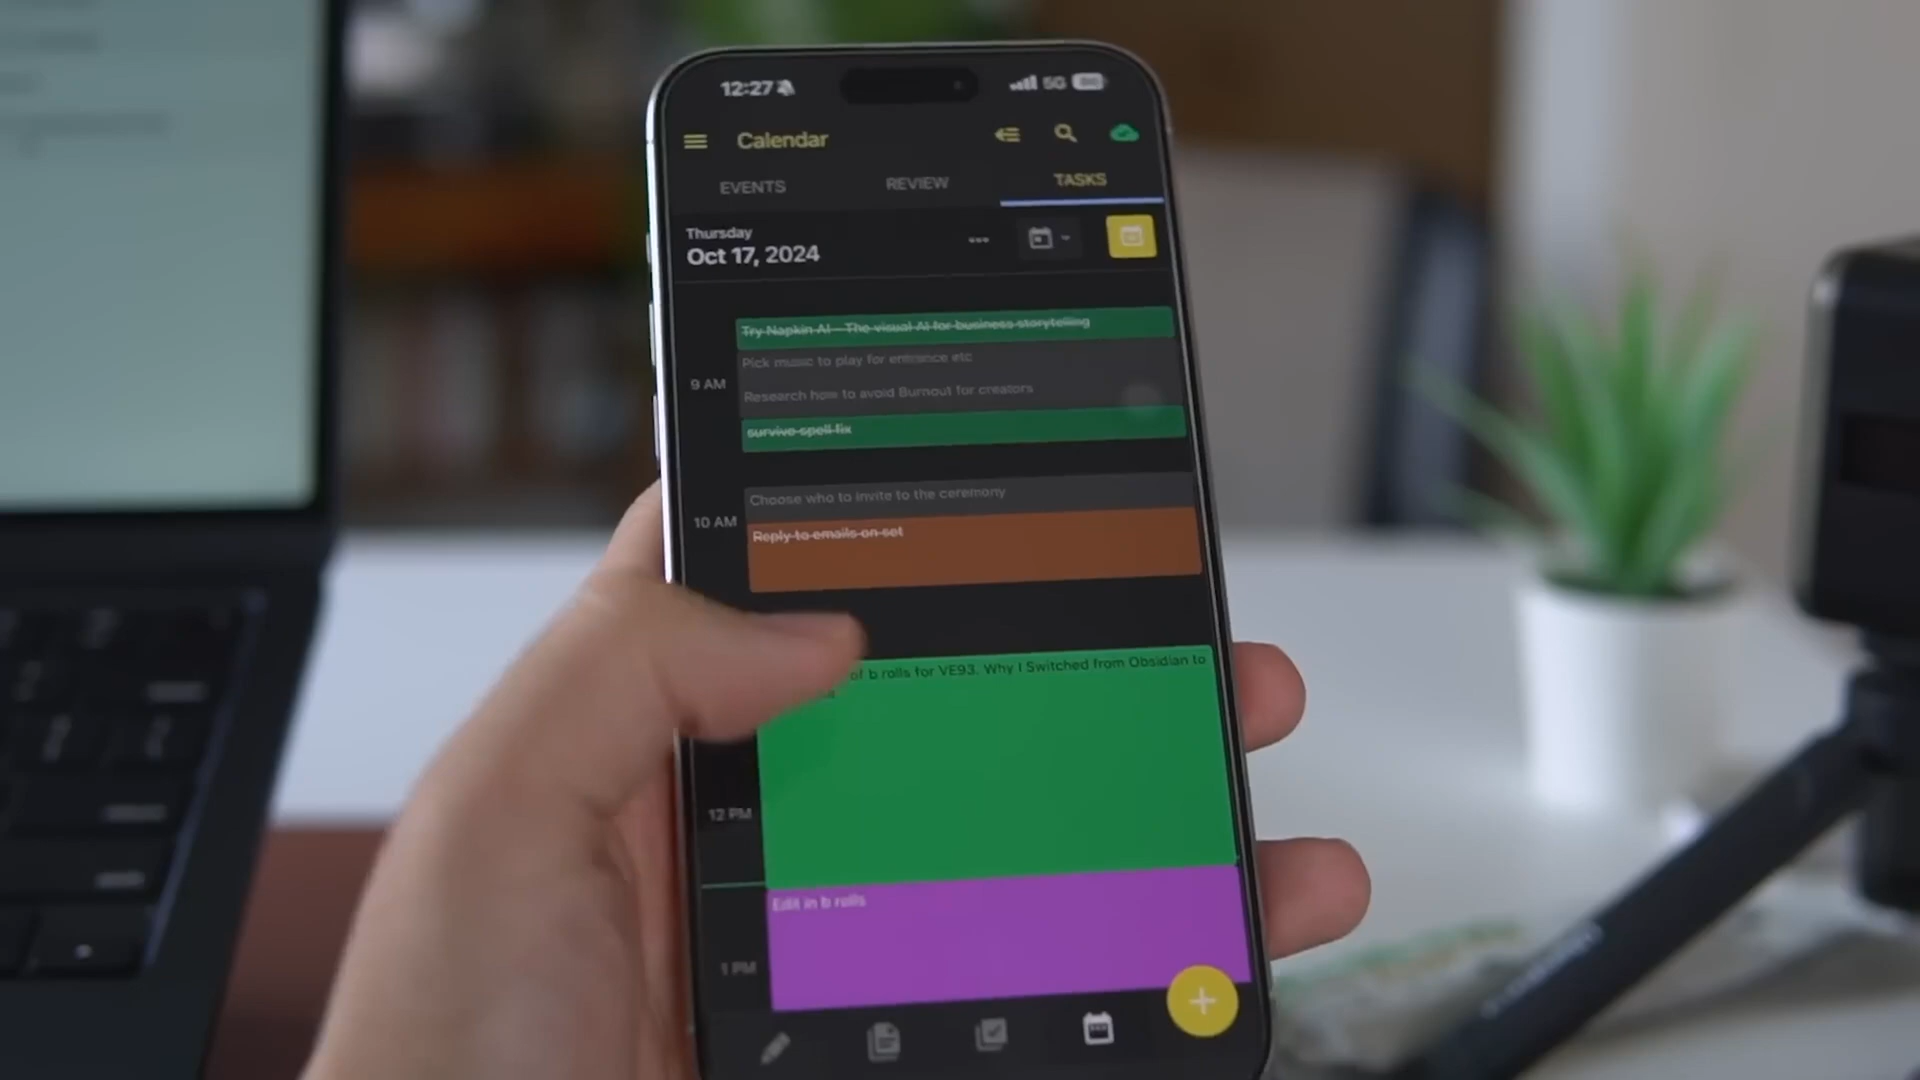 12:27 5G
Calendar
EVENTS REVIEW TASKS
Thursday
Oct 17, 2024
Try Napkin AI - The visual AI for business storytelling
Pick music to play for entrance etc
9 AM
Research how to avoid Burnout for creators
survive spell fix
Choose who to invite to the ceremony
10 AM
Reply to emails on set
of b rolls for VE93. Why I Switched from Obsidian to
12 PM
Edit in b rolls
1 PM